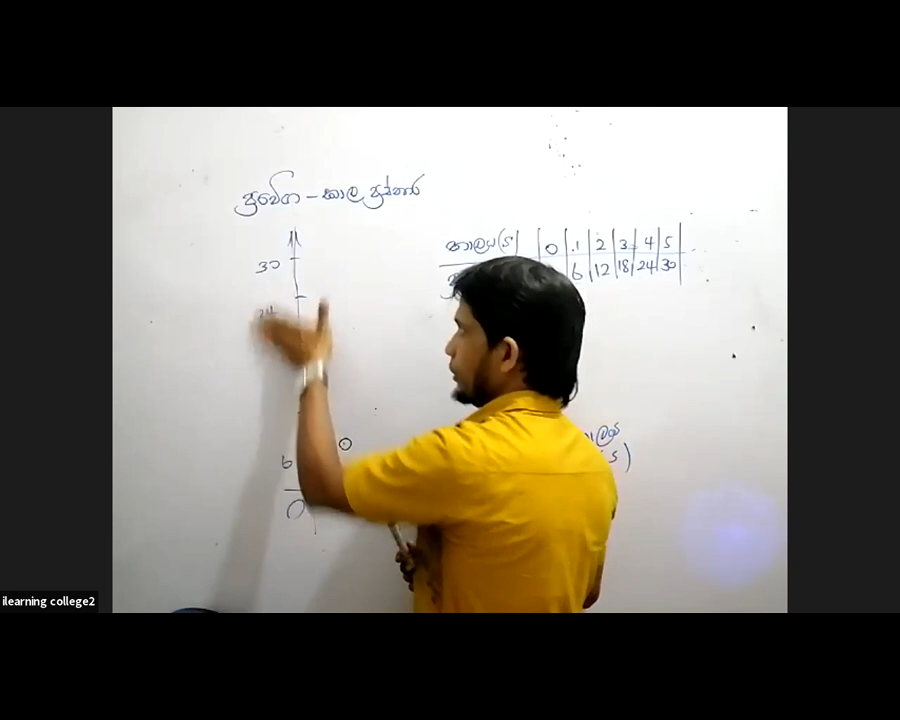 ප්‍රවේග - කාල ප්‍රස්තාර
කාලය(s) 0 1 2 3 4 5
6 12 18 24 30
30
24
6
0
s)
ilearning college2